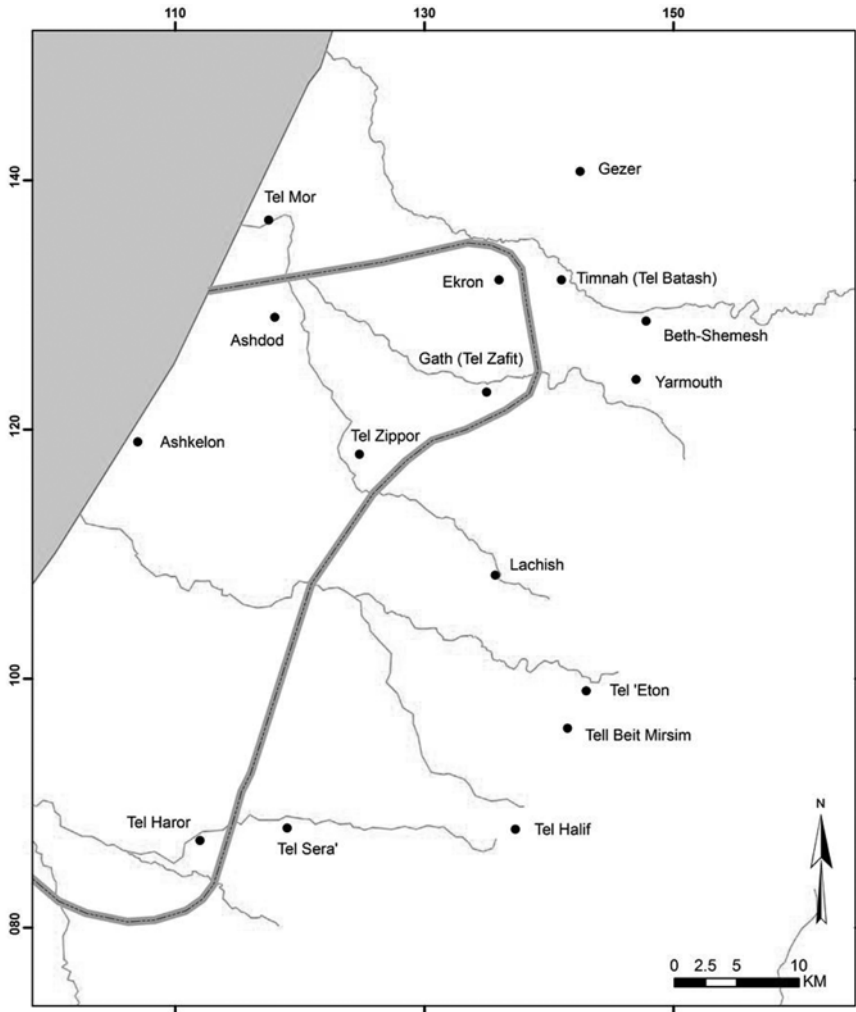 110 130 150
140
Gezer
Tel Mor
Ekron
Timnah (Tel Batash)
Ashdod
Beth-Shemesh
Gath (Tel Zafit)
Yarmouth
120
Ashkelon
Tel Zippor
Lachish
100
Tel 'Eton
Tell Beit Mirsim
Tel Haror
Tel Sera'
Tel Halif
N
080
0 2.5 5 10
KM